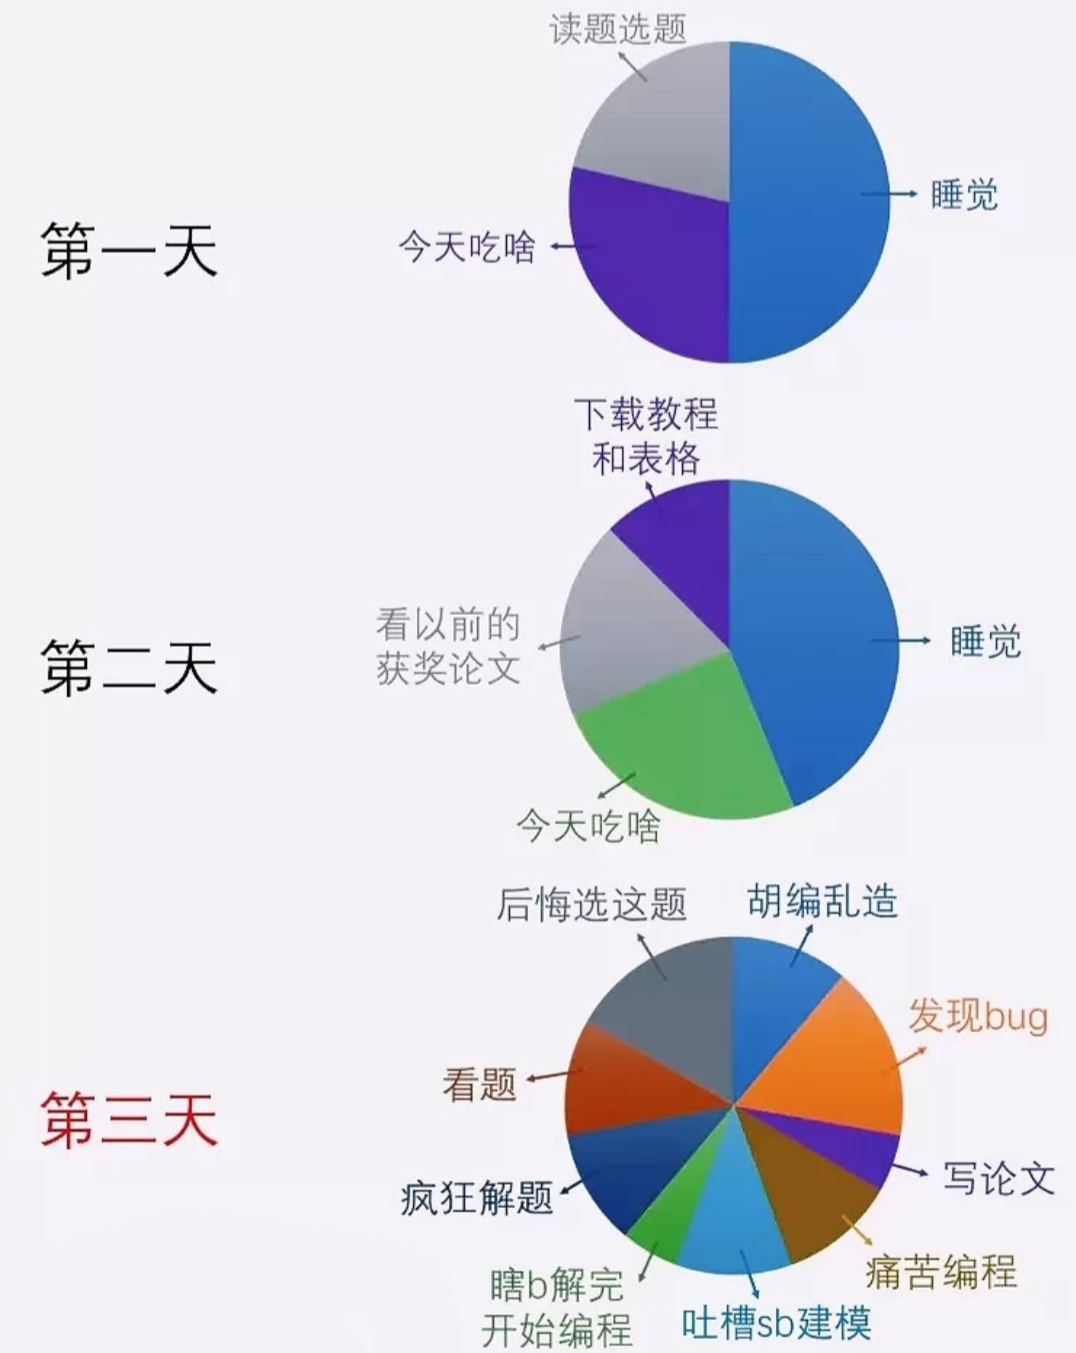 读题选题
睡觉
今天吃啥
第一天
下载教程
和表格
看以前的
获奖论文
睡觉
第二天
今天吃啥
后悔选这题
胡编乱造
发现bug
看题
第三天
写论文
疯狂解题
痛苦编程
瞎b解完
开始编程
吐槽sb建模